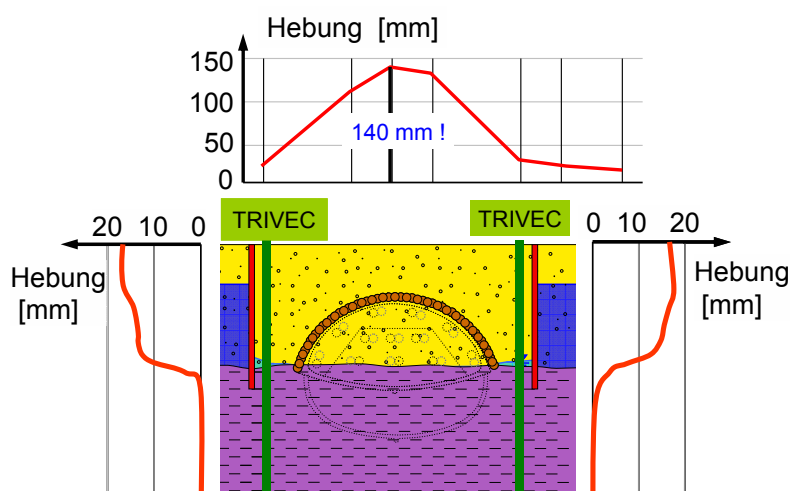 Hebung [mm]
150
100
50
0
140 mm !
TRIVEC
TRIVEC
20 10 0
0 10 20
Hebung
[mm]
Hebung
[mm]